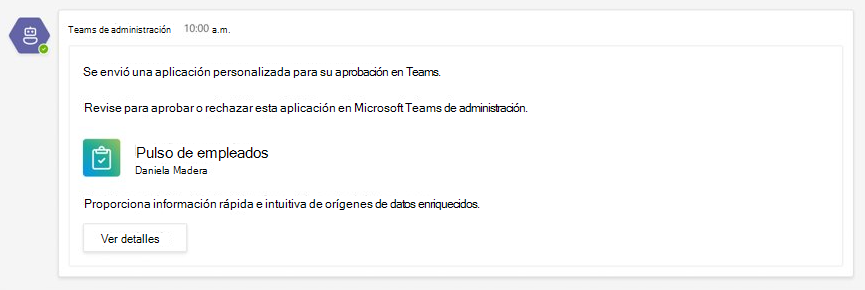 Teams de administración 10:00 a.m.
Se envió una aplicación personalizada para su aprobación en Teams.
Revise para aprobar o rechazar esta aplicación en Microsoft Teams de administración.
Pulso de empleados
Daniela Madera
Proporciona información rápida e intuitiva de orígenes de datos enriquecidos.
Ver detalles